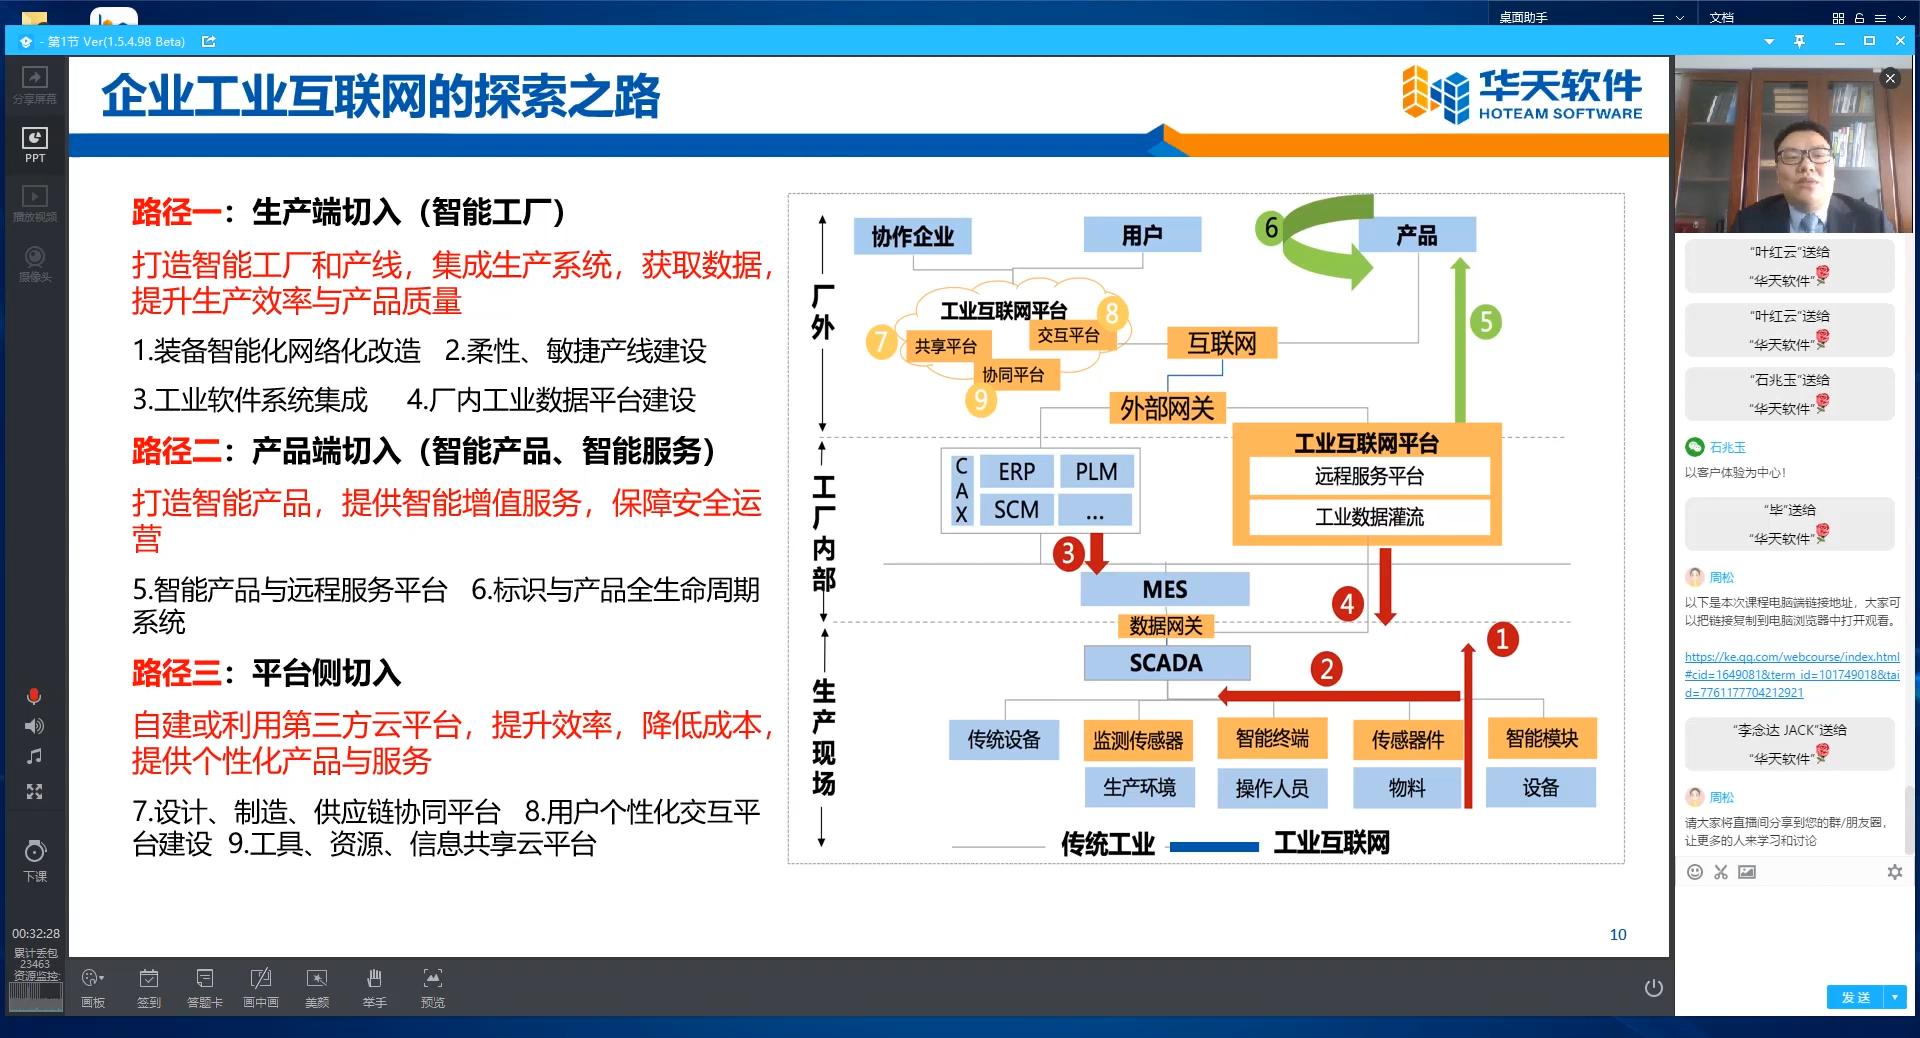 桌面助手
文档
- 第1节 Ver(1.5.4.98 Beta)
分享屏幕
PPT
播放视频
摄像头
下课
00:32:28
累计丢包
23463
资源监控:
企业工业互联网的探索之路
华天软件
HOTEAM SOFTWARE
路径一：生产端切入（智能工厂）
打造智能工厂和产线，集成生产系统，获取数据，
提升生产效率与产品质量
1.装备智能化网络化改造 2.柔性、敏捷产线建设
3.工业软件系统集成 4.厂内工业数据平台建设
路径二：产品端切入（智能产品、智能服务）
打造智能产品，提供智能增值服务，保障安全运
营
5.智能产品与远程服务平台 6.标识与产品全生命周期
系统
路径三：平台侧切入
自建或利用第三方云平台，提升效率，降低成本，
提供个性化产品与服务
7.设计、制造、供应链协同平台 8.用户个性化交互平
台建设 9.工具、资源、信息共享云平台
厂外
工厂内部
生产现场
协作企业
用户
6
产品
工业互联网平台
8
7
共享平台
交互平台
协同平台
9
互联网
5
外部网关
CAX
ERP
PLM
SCM
...
工业互联网平台
远程服务平台
工业数据灌流
3
MES
4
数据网关
SCADA
2
1
传统设备
监测传感器
智能终端
传感器件
智能模块
生产环境
操作人员
物料
设备
传统工业
工业互联网
10
画板
签到
答题卡
画中画
美颜
举手
预览
“叶红云”送给
“华天软件”
“叶红云”送给
“华天软件”
“石兆玉”送给
“华天软件”
石兆玉
以客户体验为中心！
“毕”送给
“华天软件”
周松
以下是本次课程电脑端链接地址，大家可
以把链接复制到电脑浏览器中打开观看。
https://ke.qq.com/webcourse/index.html
#cid=1649081&term_id=101749018&tai
d=7761177704212921
“李念达 JACK”送给
“华天软件”
周松
请大家将直播间分享到您的群/朋友圈，
让更多的人来学习和讨论
发 送